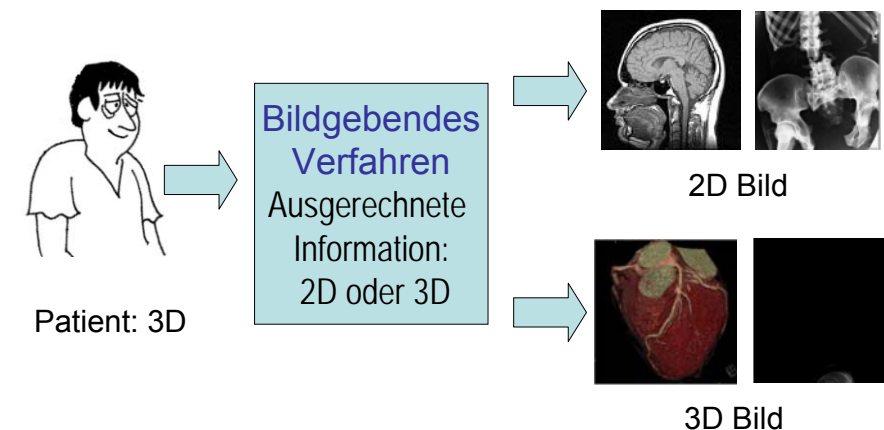 Patient: 3D
Bildgebendes
Verfahren
Ausgerechnete
Information:
2D oder 3D
2D Bild
3D Bild